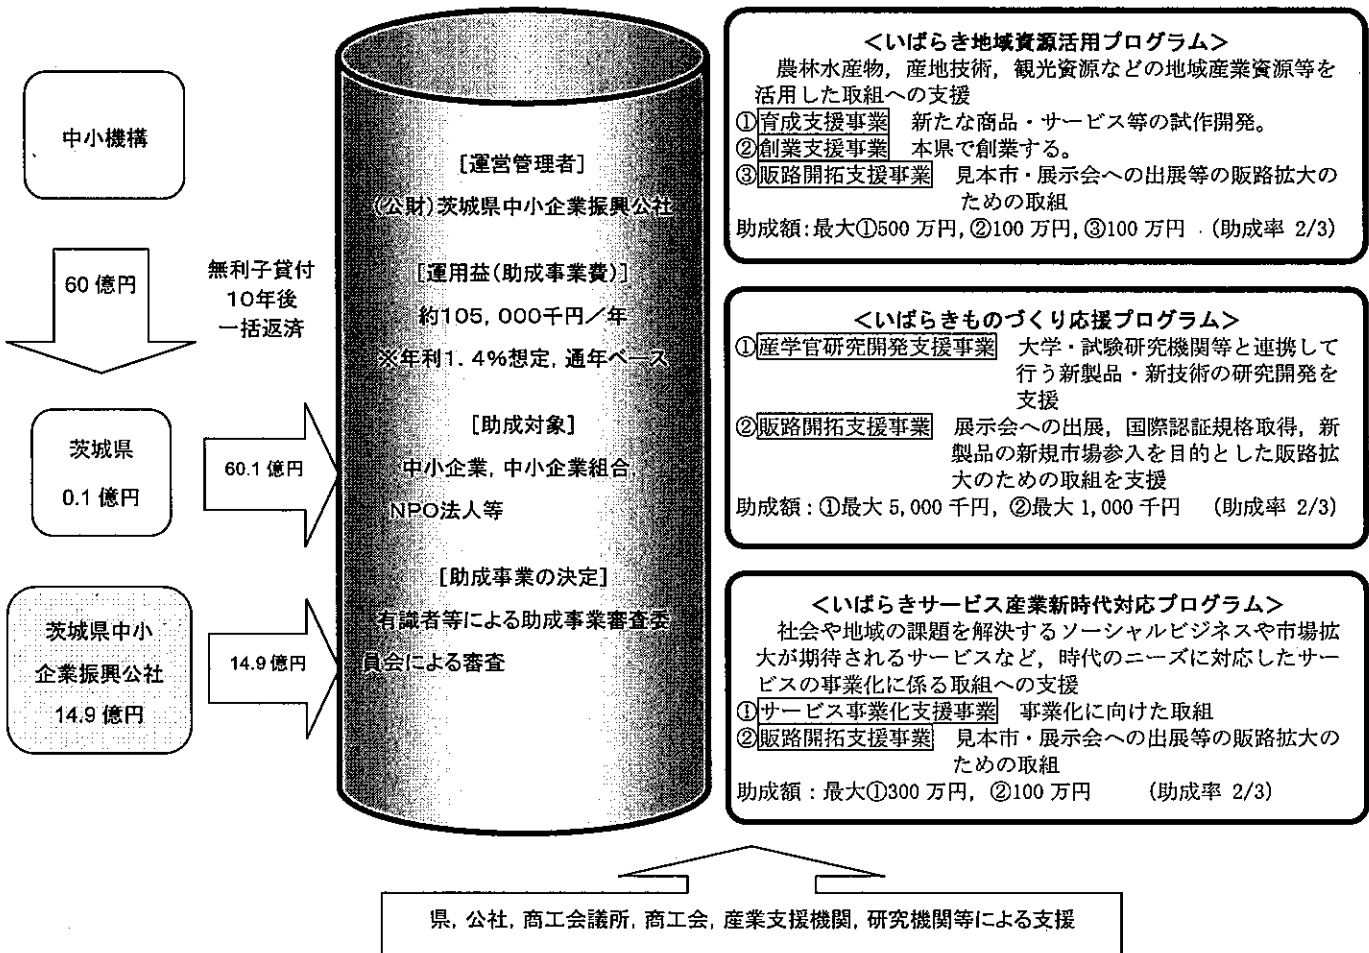 中小機構
60 億円
無利子貸付
10年後
一括返済
茨城県
0.1 億円
60.1 億円
茨城県中小
企業振興公社
14.9 億円
14.9 億円
[運営管理者]
(公財)茨城県中小企業振興公社
[運用益(助成事業費)]
約105,000千円／年
※年利1.4%想定, 通年ベース
[助成対象]
中小企業, 中小企業組合,
NPO法人等
[助成事業の決定]
有識者等による助成事業審査委
員会による審査
＜いばらき地域資源活用プログラム＞
農林水産物，産地技術，観光資源などの地域産業資源等を
活用した取組への支援
①育成支援事業　新たな商品・サービス等の試作開発。
②創業支援事業　本県で創業する。
③販路開拓支援事業　見本市・展示会への出展等の販路拡大の
ための取組
助成額：最大①500 万円，②100 万円，③100 万円　(助成率 2/3)
＜いばらきものづくり応援プログラム＞
①産学官研究開発支援事業　大学・試験研究機関等と連携して
行う新製品・新技術の研究開発を
支援
②販路開拓支援事業　展示会への出展，国際認証規格取得，新
製品の新規市場参入を目的とした販路拡
大のための取組を支援
助成額：①最大 5,000 千円，②最大 1,000 千円　(助成率 2/3)
＜いばらきサービス産業新時代対応プログラム＞
社会や地域の課題を解決するソーシャルビジネスや市場拡
大が期待されるサービスなど，時代のニーズに対応したサー
ビスの事業化に係る取組への支援
①サービス事業化支援事業　事業化に向けた取組
②販路開拓支援事業　見本市・展示会への出展等の販路拡大の
ための取組
助成額：最大①300 万円，②100 万円　(助成率 2/3)
県, 公社, 商工会議所, 商工会, 産業支援機関, 研究機関等による支援